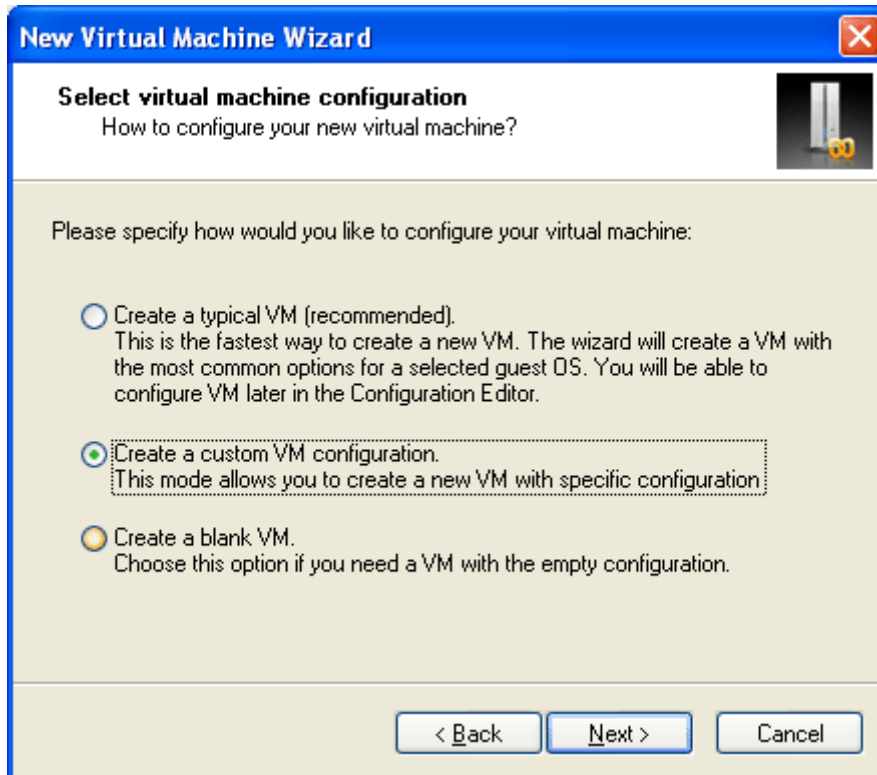 New Virtual Machine Wizard
Select virtual machine configuration
How to configure your new virtual machine?
Please specify how would you like to configure your virtual machine:
Create a typical VM (recommended).
This is the fastest way to create a new VM. The wizard will create a VM with
the most common options for a selected guest OS. You will be able to
configure VM later in the Configuration Editor.
Create a custom VM configuration.
This mode allows you to create a new VM with specific configuration
Create a blank VM.
Choose this option if you need a VM with the empty configuration.
< Back
Next >
Cancel